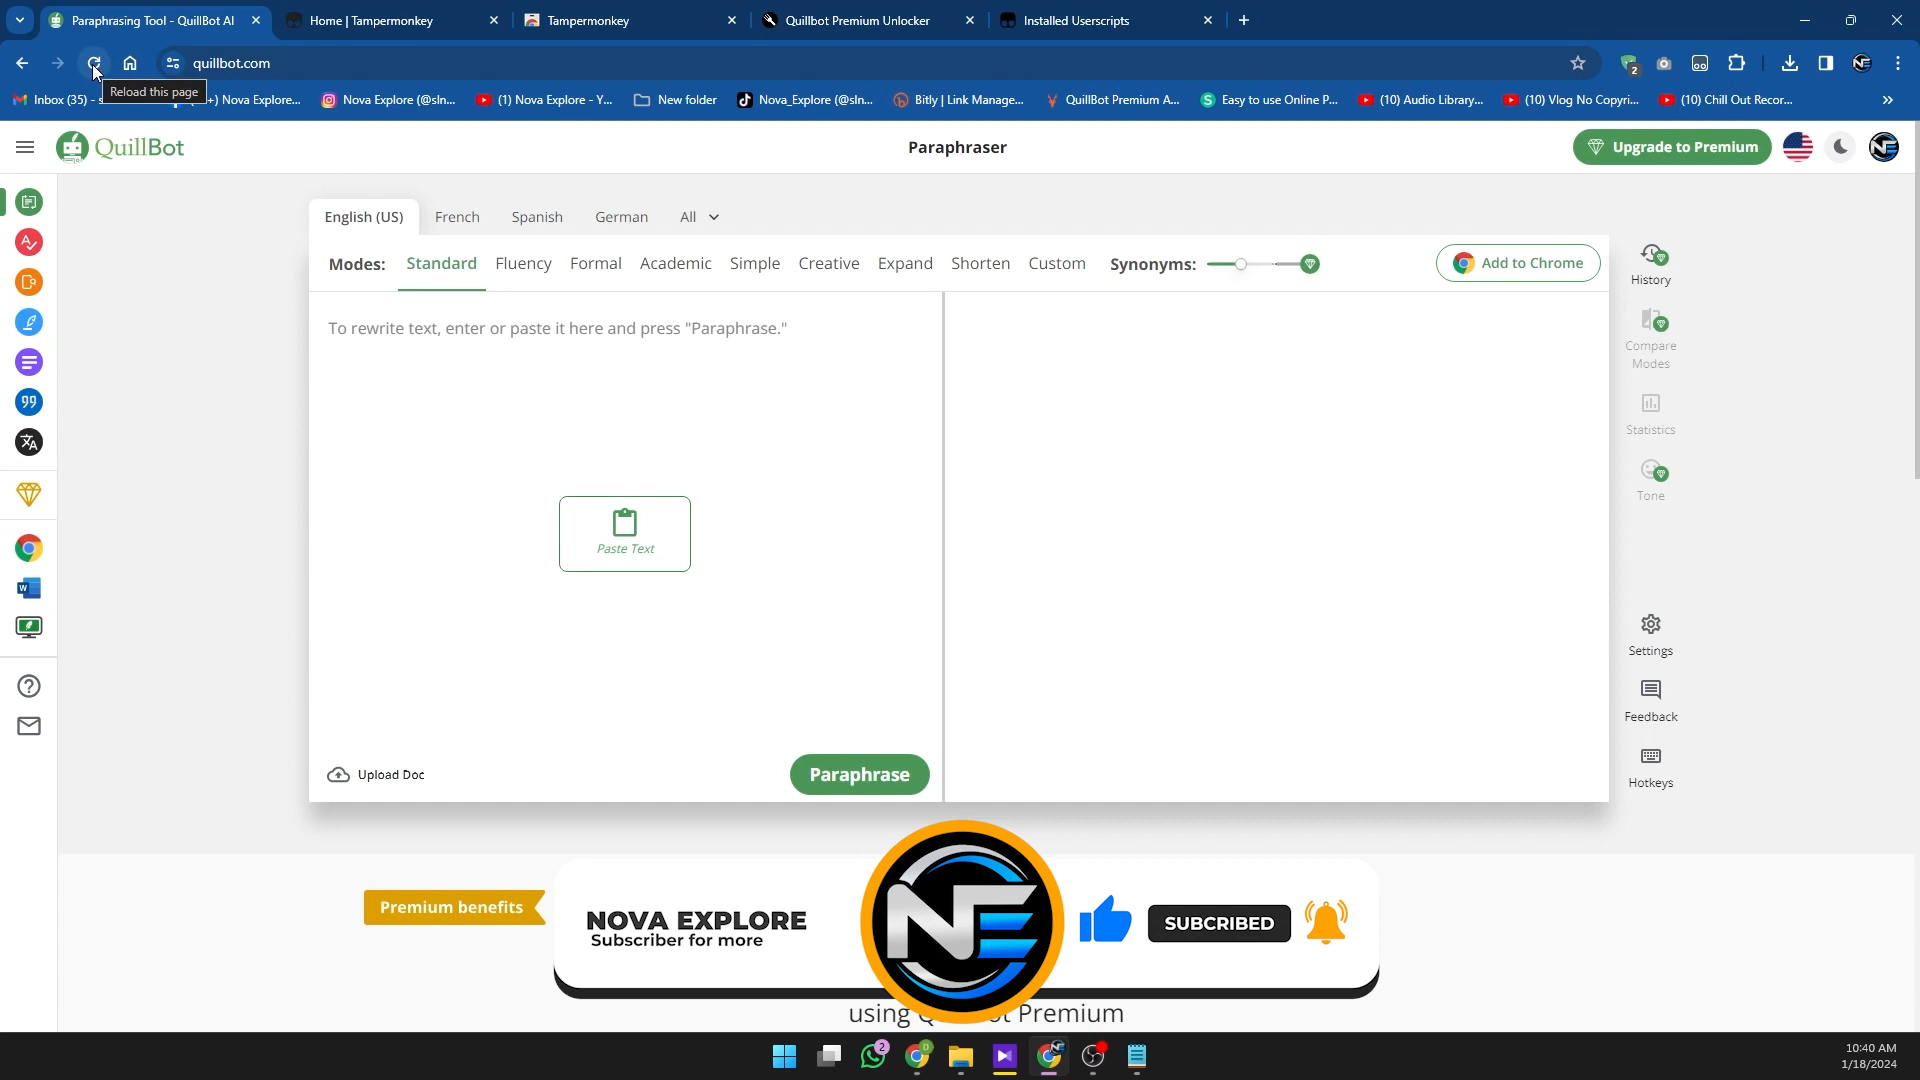 Paraphrasing Tool - QuillBot AI
Home | Tampermonkey
Tampermonkey
Quillbot Premium Unlocker
Installed Userscripts
quillbot.com
2
Reload this page
Inbox (35) - s
+) Nova Explore...
Nova Explore (@sln...
(1) Nova Explore - Y...
New folder
Nova_Explore (@sln...
Bitly | Link Manage...
QuillBot Premium A...
Easy to use Online P...
(10) Audio Library...
(10) Vlog No Copyri...
(10) Chill Out Recor...
QuillBot
Paraphraser
Upgrade to Premium
English (US)
French
Spanish
German
All
Modes:
Standard
Fluency
Formal
Academic
Simple
Creative
Expand
Shorten
Custom
Synonyms:
Add to Chrome
To rewrite text, enter or paste it here and press "Paraphrase."
Paste Text
Upload Doc
Paraphrase
History
Compare
Modes
Statistics
Tone
Settings
Feedback
Hotkeys
Premium benefits
NOVA EXPLORE
Subscriber for more
NE
SUBCRIBED
using Premium
2
10:40 AM
1/18/2024